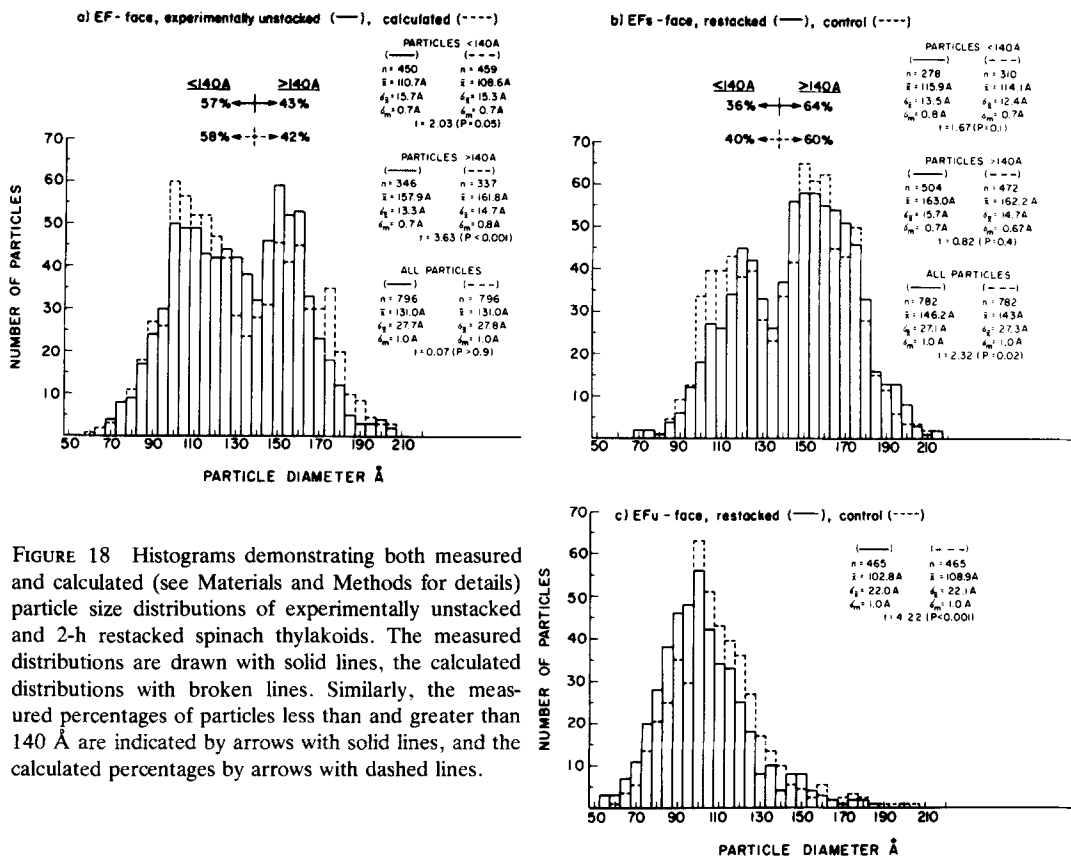 a) EF-face, experimentally unstacked (—), calculated (----)
PARTICLES <140A
(—) (---)
n = 450 n = 459
x̄ = 110.7A x̄ = 108.6A
σx̄ = 15.7A σx̄ = 15.3A
σm = 0.7A σm = 0.7A
t = 2.03 (P=0.05)
<140A >140A
57% 43%
58% 42%
PARTICLES >140A
(—) (---)
n = 346 n = 337
x̄ = 157.9A x̄ = 161.8A
σx̄ = 13.3A σx̄ = 14.7A
σm = 0.7A σm = 0.8A
t = 3.63 (P<0.001)
ALL PARTICLES
(—) (---)
n = 796 n = 796
x̄ = 131.0A x̄ = 131.0A
σx̄ = 27.7A σx̄ = 27.8A
σm = 1.0A σm = 1.0A
t = 0.07 (P>0.9)
NUMBER OF PARTICLES
70
60
50
40
30
20
10
50 70 90 110 130 150 170 190 210
PARTICLE DIAMETER Å
b) EFs-face, restacked (—), control (----)
PARTICLES <140A
(—) (---)
n = 278 n = 310
x̄ = 115.9A x̄ = 114.1A
σx̄ = 13.5A σx̄ = 12.4A
σm = 0.8A σm = 0.7A
t = 1.67 (P=0.1)
<140A >140A
36% 64%
40% 60%
PARTICLES >140A
(—) (---)
n = 504 n = 472
x̄ = 163.0A x̄ = 162.2A
σx̄ = 15.7A σx̄ = 14.7A
σm = 0.7A σm = 0.67A
t = 0.82 (P=0.4)
ALL PARTICLES
(—) (---)
n = 782 n = 782
x̄ = 146.2A x̄ = 143A
σx̄ = 27.1A σx̄ = 27.3A
σm = 1.0A σm = 1.0A
t = 2.32 (P=0.02)
70
60
50
40
30
20
10
50 70 90 110 130 150 170 190 210
c) EFu-face, restacked (—), control (----)
(—) (---)
n = 465 n = 465
x̄ = 102.8A x̄ = 108.9A
σx̄ = 22.0A σx̄ = 22.1A
σm = 1.0A σm = 1.0A
t = 4.22 (P<0.001)
NUMBER OF PARTICLES
70
60
50
40
30
20
10
50 70 90 110 130 150 170 190 210
PARTICLE DIAMETER Å
FIGURE 18 Histograms demonstrating both measured
and calculated (see Materials and Methods for details)
particle size distributions of experimentally unstacked
and 2-h restacked spinach thylakoids. The measured
distributions are drawn with solid lines, the calculated
distributions with broken lines. Similarly, the meas-
ured percentages of particles less than and greater than
140 Å are indicated by arrows with solid lines, and the
calculated percentages by arrows with dashed lines.